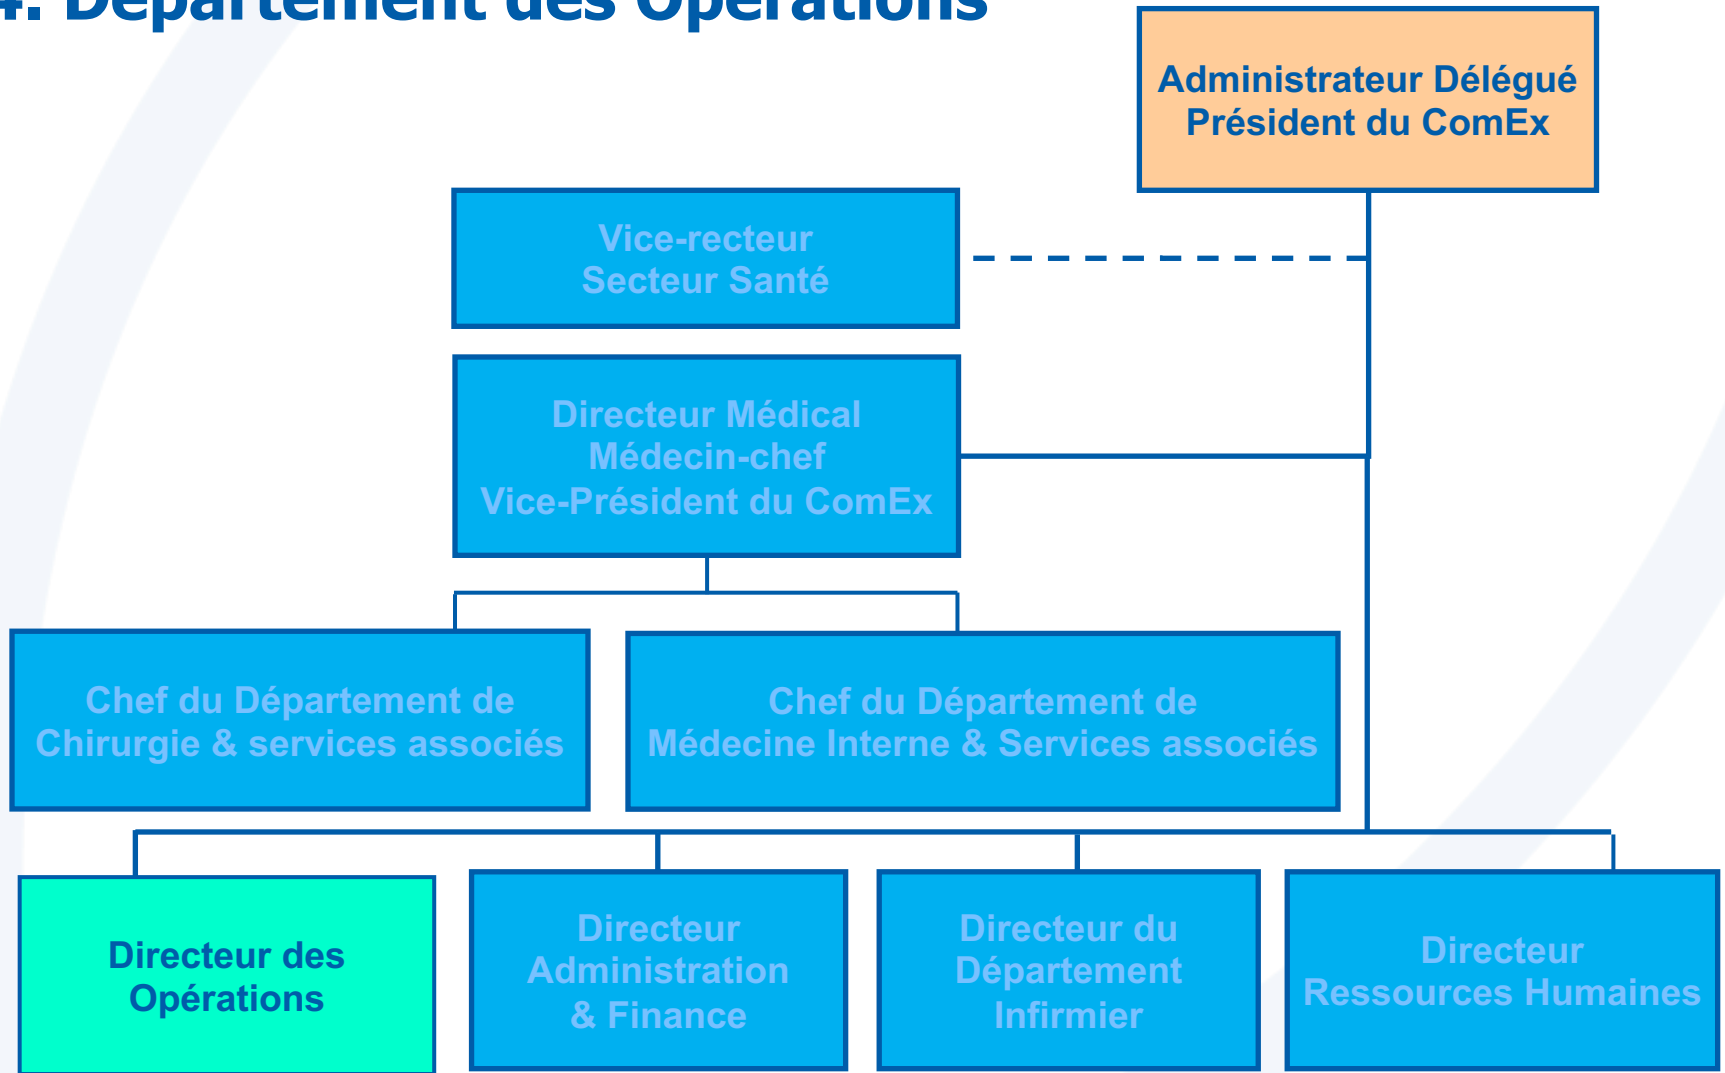 4. Département des Opérations
Administrateur Délégué
Président du ComEx
Vice-recteur
Secteur Santé
Directeur Médical
Médecin-chef
Vice-Président du ComEx
Chef du Département de
Chirurgie & services associés
Chef du Département de
Médecine Interne & Services associés
Directeur des
Opérations
Directeur
Administration
& Finance
Directeur du
Département
Infirmier
Directeur
Ressources Humaines